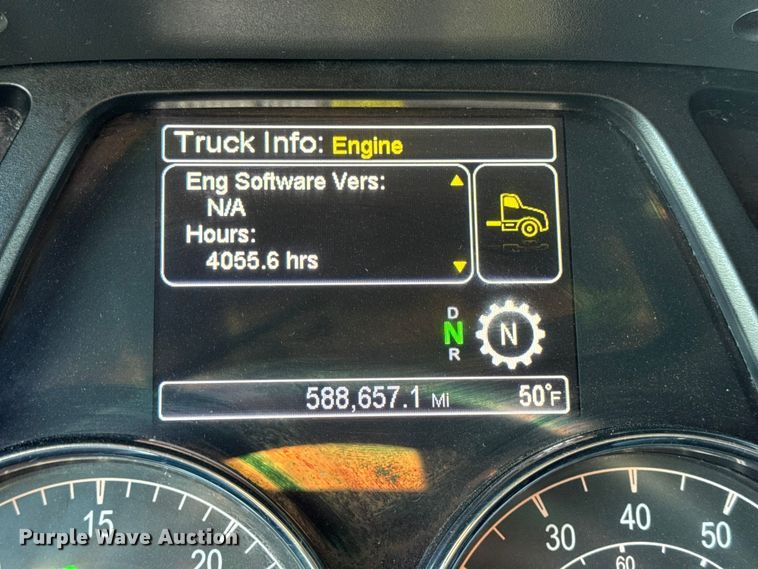 Truck Info: Engine
Eng Software Vers:
N/A
Hours:
4055.6 hrs
D
N
R
N
588,657.1 Mi
50°F
15
20
30
40
50
60
Purple Wave Auction